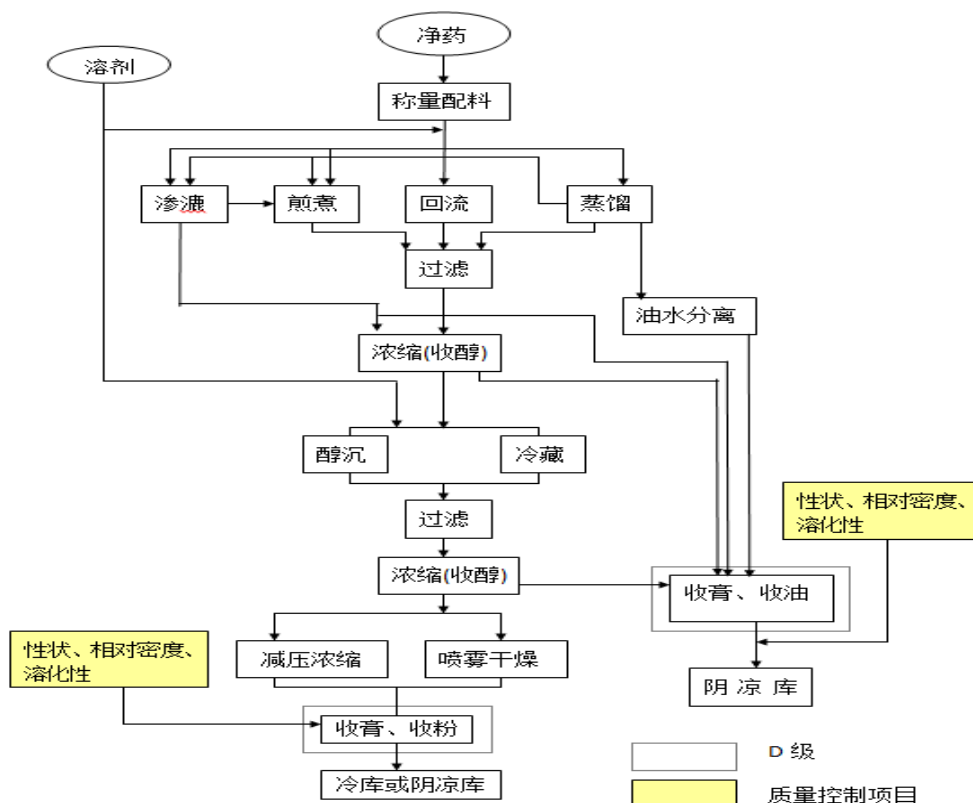 净药
溶剂
称量配料
渗漉
煎煮
回流
蒸馏
过滤
油水分离
浓缩(收醇)
醇沉
冷藏
过滤
性状、相对密度、
溶化性
浓缩(收醇)
收膏、收油
性状、相对密度、
溶化性
减压浓缩
喷雾干燥
阴凉库
收膏、收粉
D级
冷库或阴凉库
质量控制项目